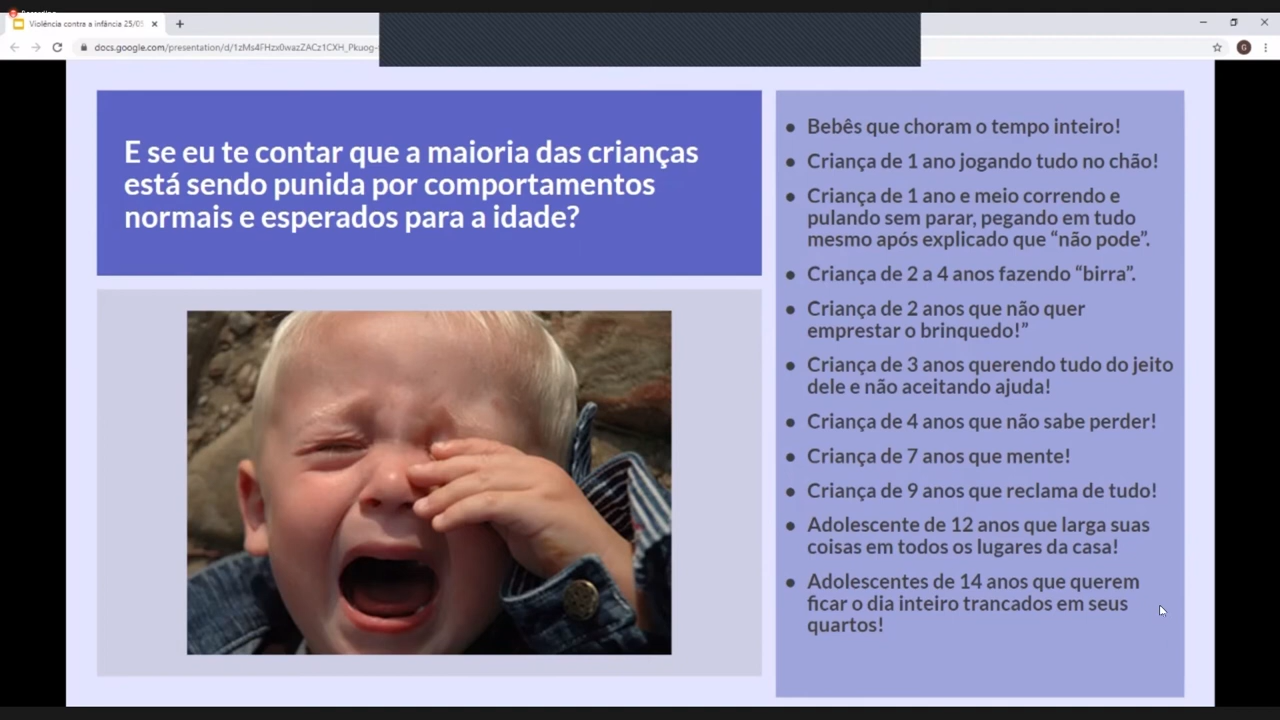 Recording
Violência contra a infância 25/05
docs.google.com/presentation/d/1zMs4FHzx0wazZACz1CXH_Pkuog-
G
E se eu te contar que a maioria das crianças
está sendo punida por comportamentos
normais e esperados para a idade?
● Bebês que choram o tempo inteiro!
● Criança de 1 ano jogando tudo no chão!
● Criança de 1 ano e meio correndo e
pulando sem parar, pegando em tudo
mesmo após explicado que “não pode”.
● Criança de 2 a 4 anos fazendo “birra”.
● Criança de 2 anos que não quer
emprestar o brinquedo!”
● Criança de 3 anos querendo tudo do jeito
dele e não aceitando ajuda!
● Criança de 4 anos que não sabe perder!
● Criança de 7 anos que mente!
● Criança de 9 anos que reclama de tudo!
● Adolescente de 12 anos que larga suas
coisas em todos os lugares da casa!
● Adolescentes de 14 anos que querem
ficar o dia inteiro trancados em seus
quartos!